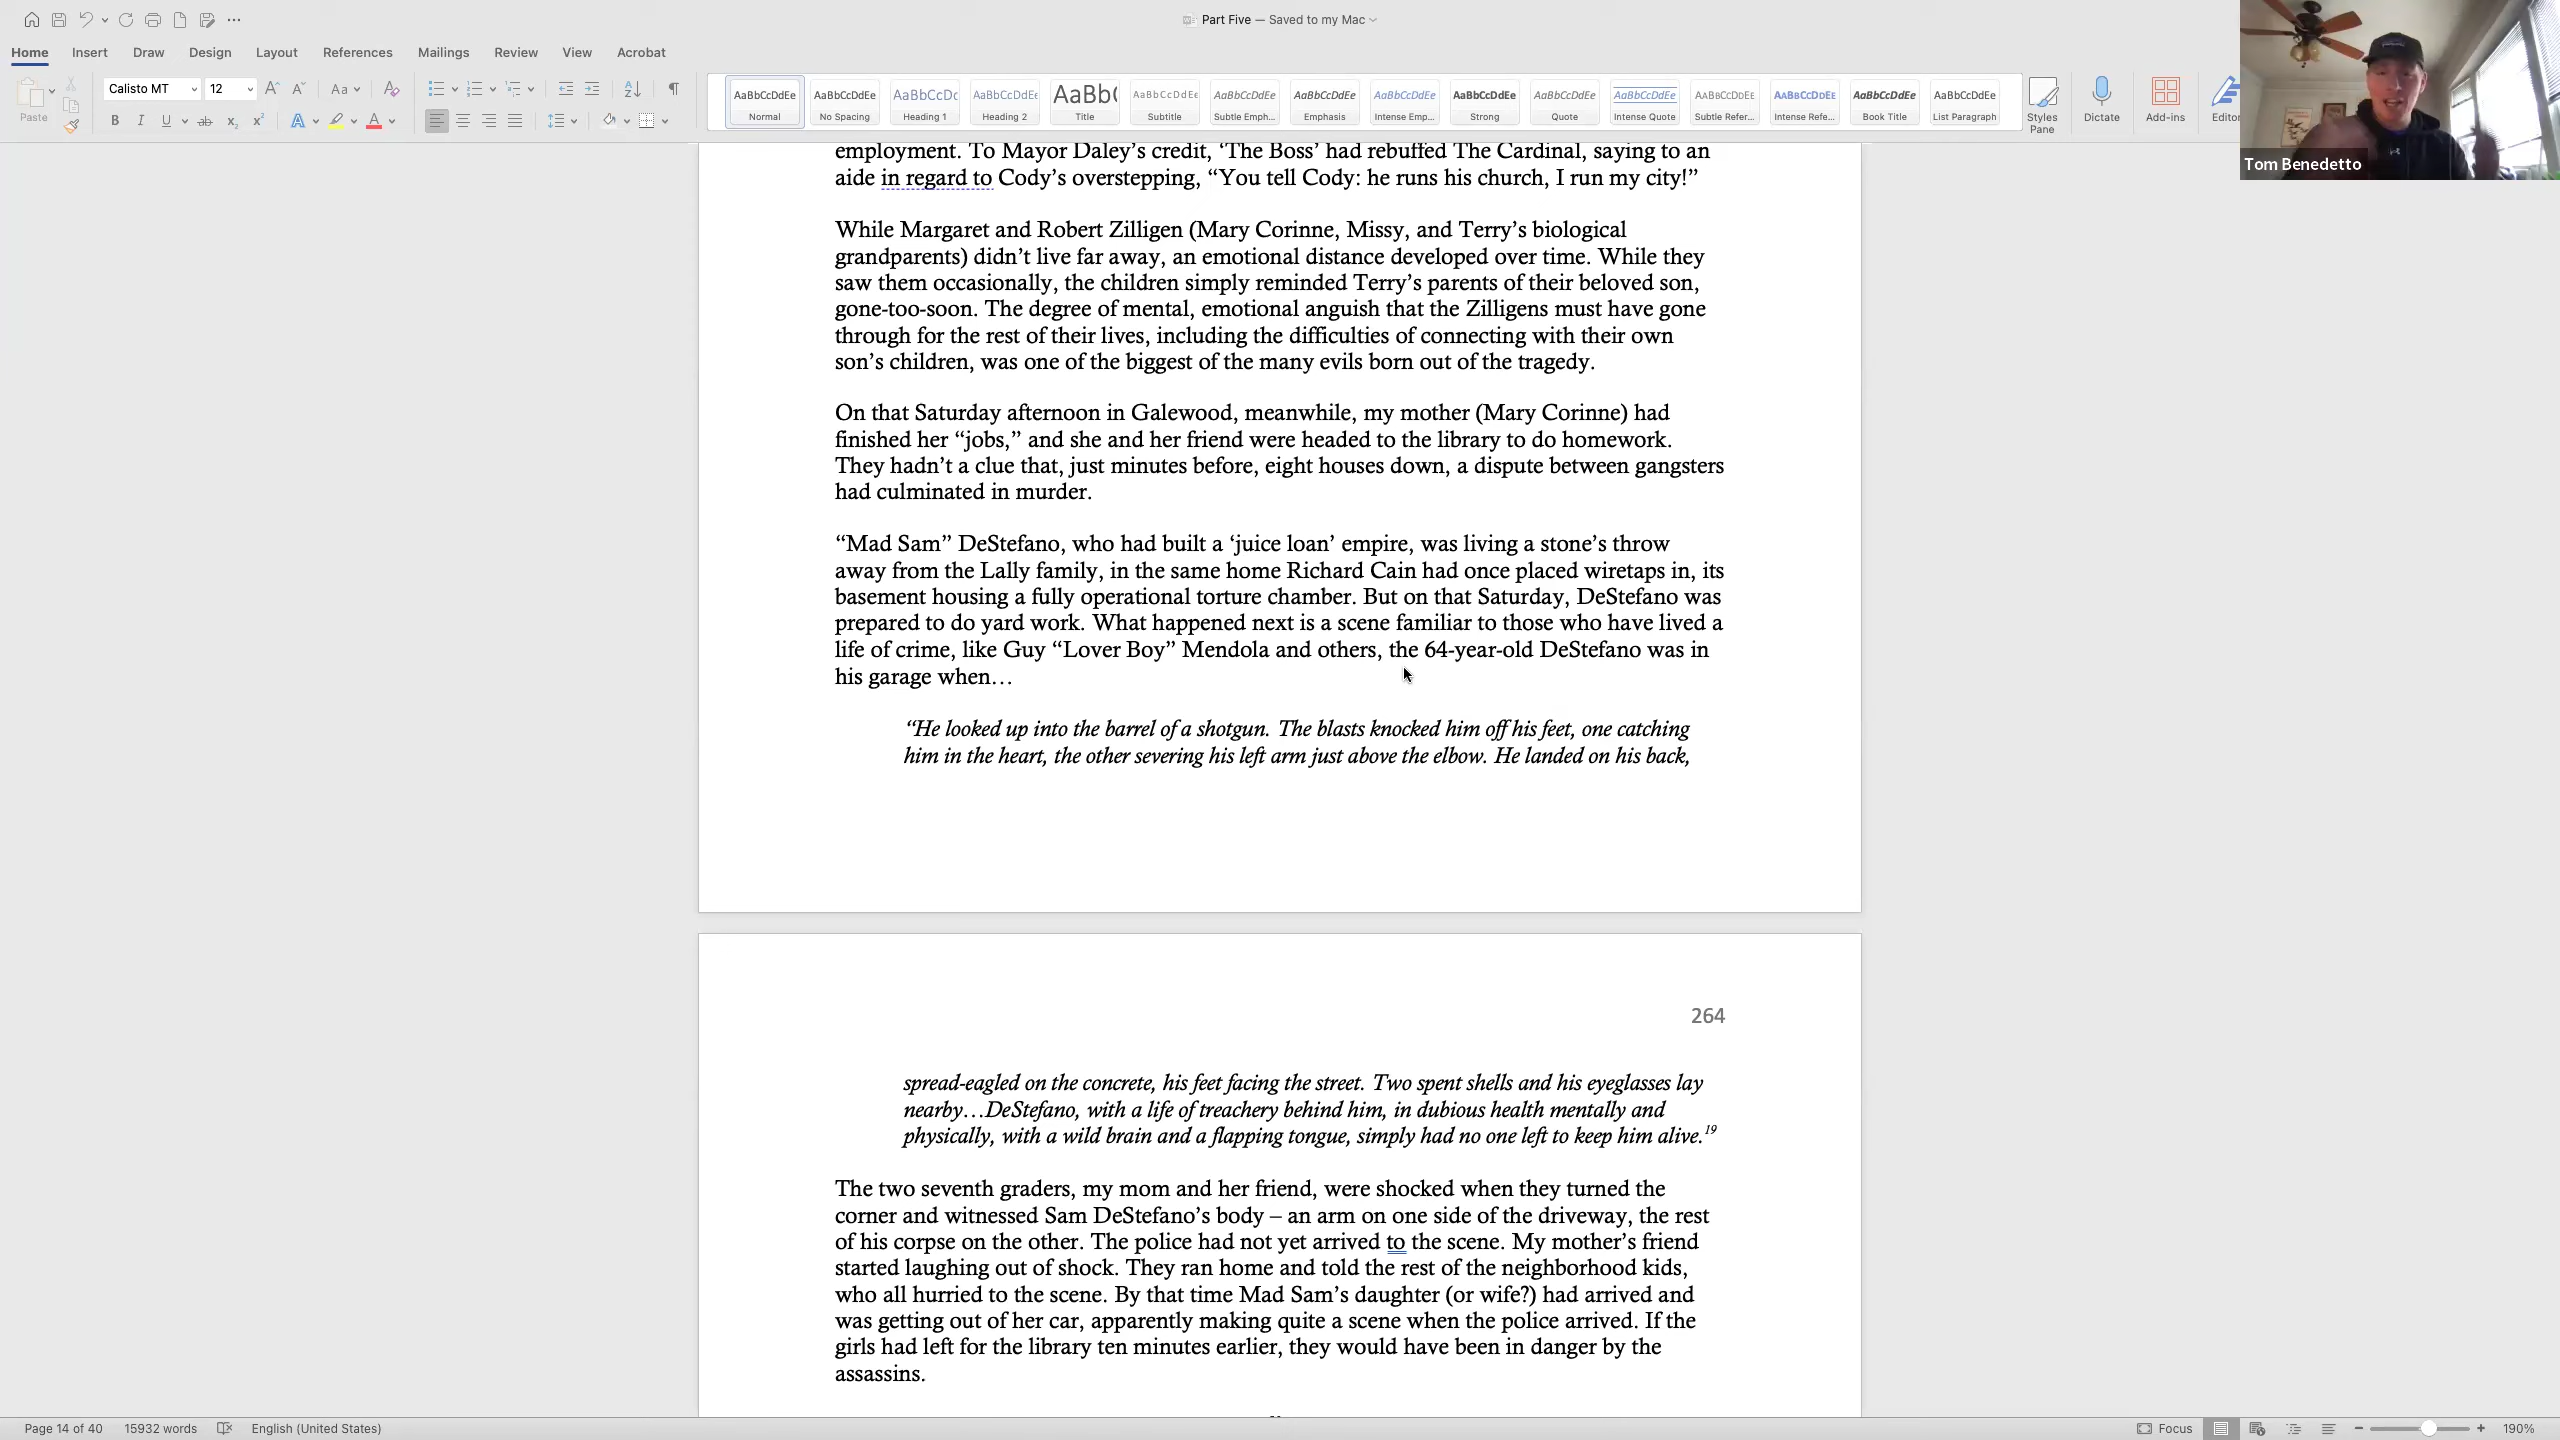 Part Five — Saved to my Mac
Home Insert Draw Design Layout References Mailings Review View Acrobat
Paste
Calisto MT 12
AaBbCcDdEe AaBbCcDdEe AaBbCcDc AaBbCcDdEe AaBb( AaBbCcDdEe AaBbCcDdEe AaBbCcDdEe AaBbCcDdEe AaBbCcDdEe AaBbCcDdEe AaBbCcDdEe AaBbCcDdEe AaBbCcDdEe AaBbCcDdEe AaBbCcDdEe
Normal No Spacing Heading 1 Heading 2 Title Subtitle Subtle Emph... Emphasis Intense Emp... Strong Quote Intense Quote Subtle Refer... Intense Refe... Book Title List Paragraph
Styles Pane Dictate Add-ins Editor
Tom Benedetto
employment. To Mayor Daley’s credit, ‘The Boss’ had rebuffed The Cardinal, saying to an
aide in regard to Cody’s overstepping, “You tell Cody: he runs his church, I run my city!”
While Margaret and Robert Zilligen (Mary Corinne, Missy, and Terry’s biological
grandparents) didn’t live far away, an emotional distance developed over time. While they
saw them occasionally, the children simply reminded Terry’s parents of their beloved son,
gone-too-soon. The degree of mental, emotional anguish that the Zilligens must have gone
through for the rest of their lives, including the difficulties of connecting with their own
son’s children, was one of the biggest of the many evils born out of the tragedy.
On that Saturday afternoon in Galewood, meanwhile, my mother (Mary Corinne) had
finished her “jobs,” and she and her friend were headed to the library to do homework.
They hadn’t a clue that, just minutes before, eight houses down, a dispute between gangsters
had culminated in murder.
“Mad Sam” DeStefano, who had built a ‘juice loan’ empire, was living a stone’s throw
away from the Lally family, in the same home Richard Cain had once placed wiretaps in, its
basement housing a fully operational torture chamber. But on that Saturday, DeStefano was
prepared to do yard work. What happened next is a scene familiar to those who have lived a
life of crime, like Guy “Lover Boy” Mendola and others, the 64-year-old DeStefano was in
his garage when…
“He looked up into the barrel of a shotgun. The blasts knocked him off his feet, one catching
him in the heart, the other severing his left arm just above the elbow. He landed on his back,
264
spread-eagled on the concrete, his feet facing the street. Two spent shells and his eyeglasses lay
nearby…DeStefano, with a life of treachery behind him, in dubious health mentally and
physically, with a wild brain and a flapping tongue, simply had no one left to keep him alive.19
The two seventh graders, my mom and her friend, were shocked when they turned the
corner and witnessed Sam DeStefano’s body – an arm on one side of the driveway, the rest
of his corpse on the other. The police had not yet arrived to the scene. My mother’s friend
started laughing out of shock. They ran home and told the rest of the neighborhood kids,
who all hurried to the scene. By that time Mad Sam’s daughter (or wife?) had arrived and
was getting out of her car, apparently making quite a scene when the police arrived. If the
girls had left for the library ten minutes earlier, they would have been in danger by the
assassins.
Page 14 of 40 15932 words English (United States) Focus 190%